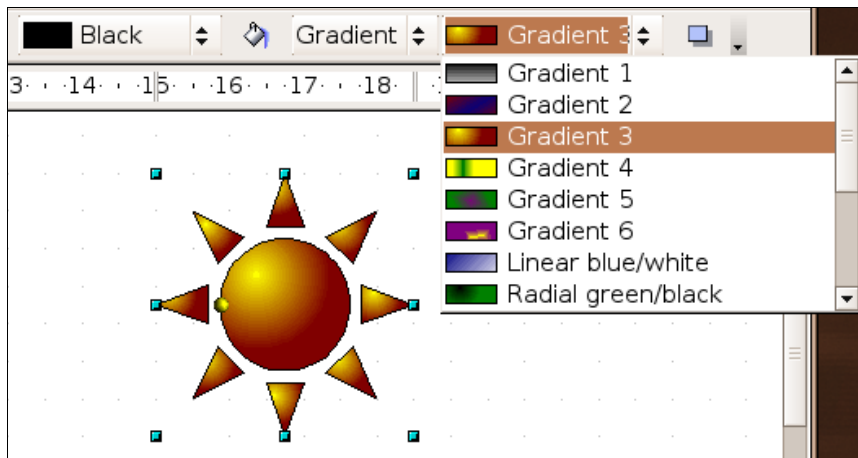 Black Gradient Gradient 3
3 · 14 · 15 · 16 · 17 · 18 ·
Gradient 1
Gradient 2
Gradient 3
Gradient 4
Gradient 5
Gradient 6
Linear blue/white
Radial green/black